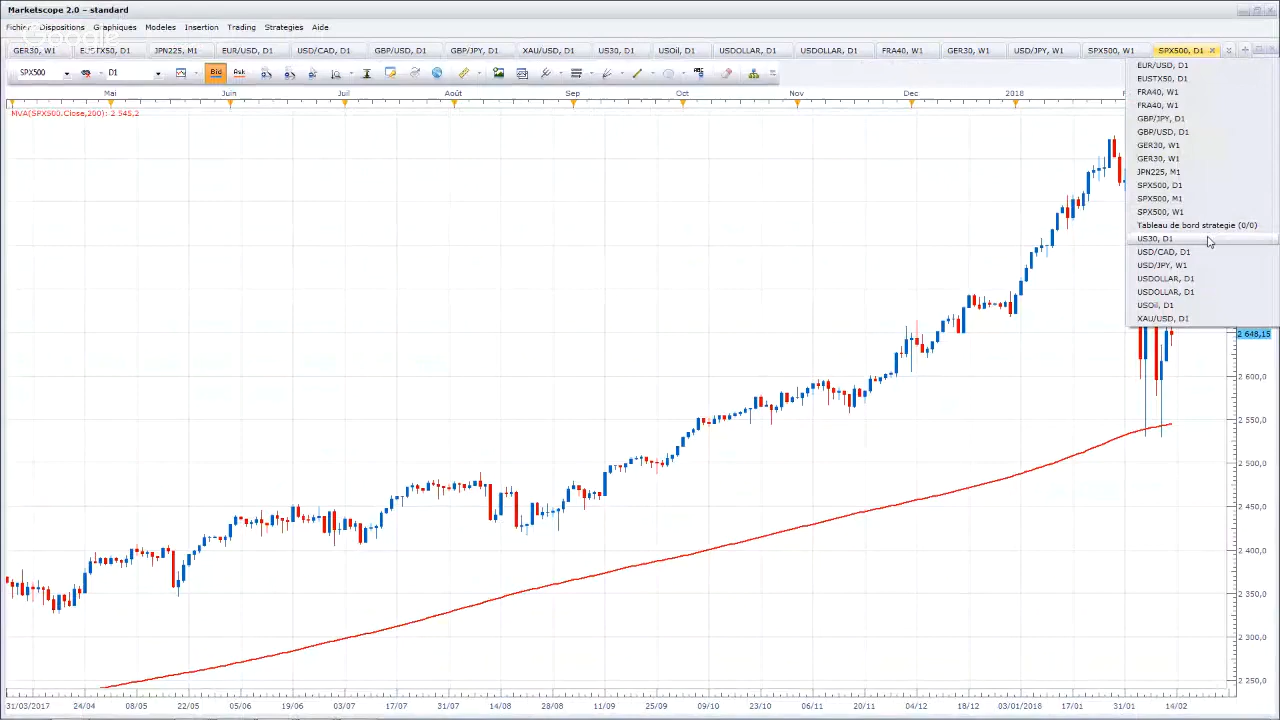 Marketscope 2.0 - standard
Fichier Dispositions Graphiques Modeles Insertion Trading Strategies Aide
GER30, W1 EUSTX50, D1 JPN225, M1 EUR/USD, D1 USD/CAD, D1 GBP/USD, D1 GBP/JPY, D1 XAU/USD, D1 US30, D1 USOil, D1 USDOLLAR, D1 USDOLLAR, D1 FRA40, W1 GER30, W1 USD/JPY, W1 SPX500, W1 SPX500, D1
SPX500 D1 Bid Ask
Mai Juin Juil Août Sep Oct Nov Dec 2018
MVA(SPX500.Close,200): 2 545,2
EUR/USD, D1
EUSTX50, D1
FRA40, W1
FRA40, W1
GBP/JPY, D1
GBP/USD, D1
GER30, W1
GER30, W1
JPN225, M1
SPX500, D1
SPX500, M1
SPX500, W1
Tableau de bord strategie (0/0)
US30, D1
USD/CAD, D1
USD/JPY, W1
USDOLLAR, D1
USDOLLAR, D1
USOil, D1
XAU/USD, D1
2 648,15
2 600,0
2 550,0
2 500,0
2 450,0
2 400,0
2 350,0
2 300,0
2 250,0
31/03/2017 24/04 08/05 22/05 05/06 19/06 03/07 17/07 31/07 14/08 28/08 11/09 25/09 09/10 23/10 06/11 20/11 04/12 18/12 03/01/2018 17/01 31/01 14/02